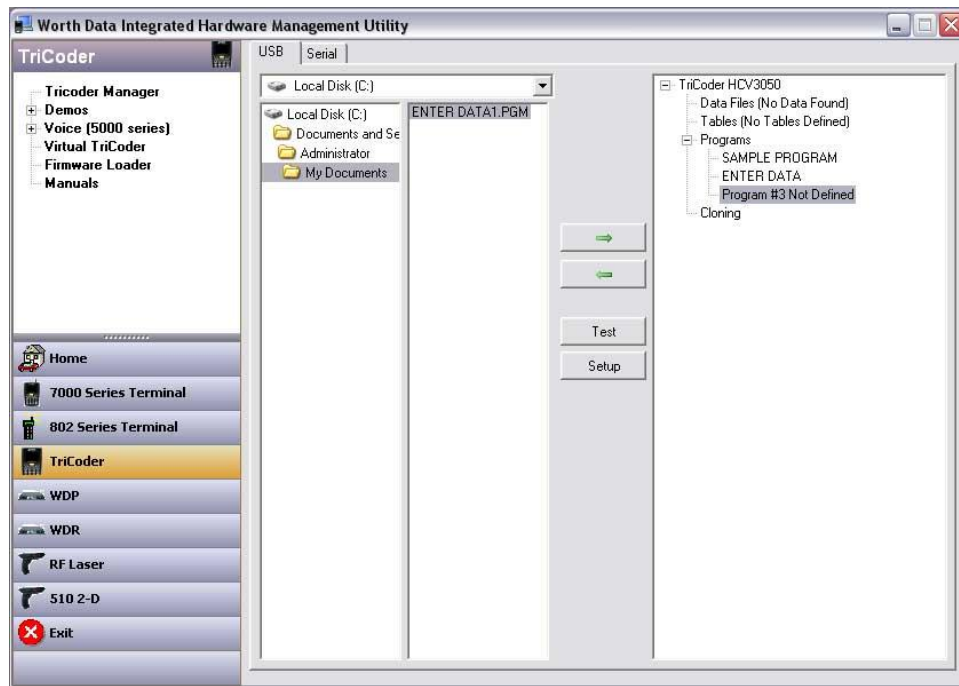 Worth Data Integrated Hardware Management Utility
TriCoder
Tricoder Manager
Demos
Voice (5000 series)
Virtual TriCoder
Firmware Loader
Manuals
Home
7000 Series Terminal
802 Series Terminal
TriCoder
WDP
WDR
RF Laser
510 2-D
Exit
USB
Serial
Local Disk (C:)
Local Disk (C:)
Documents and Se
Administrator
My Documents
ENTER DATA1.PGM
Test
Setup
TriCoder HCV3050
Data Files (No Data Found)
Tables (No Tables Defined)
Programs
SAMPLE PROGRAM
ENTER DATA
Program #3 Not Defined
Cloning